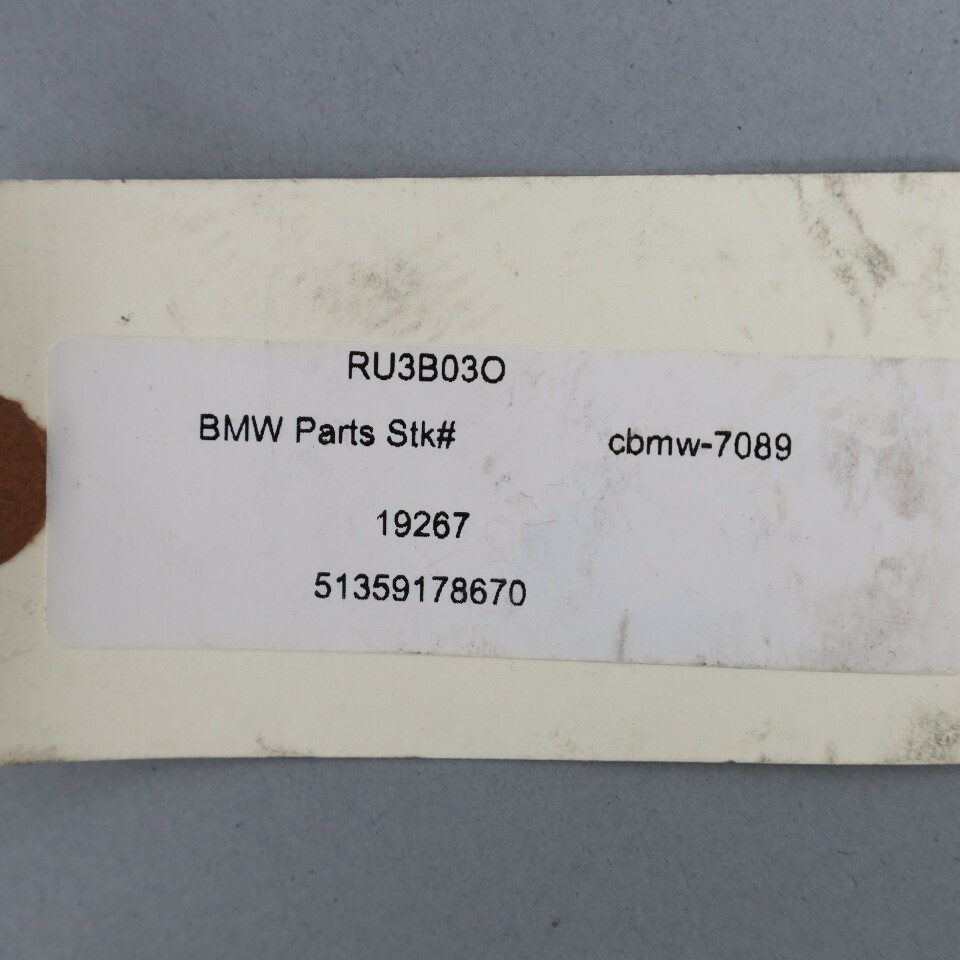 RU3B03O
BMW Parts Stk# cbmw-7089
19267
51359178670